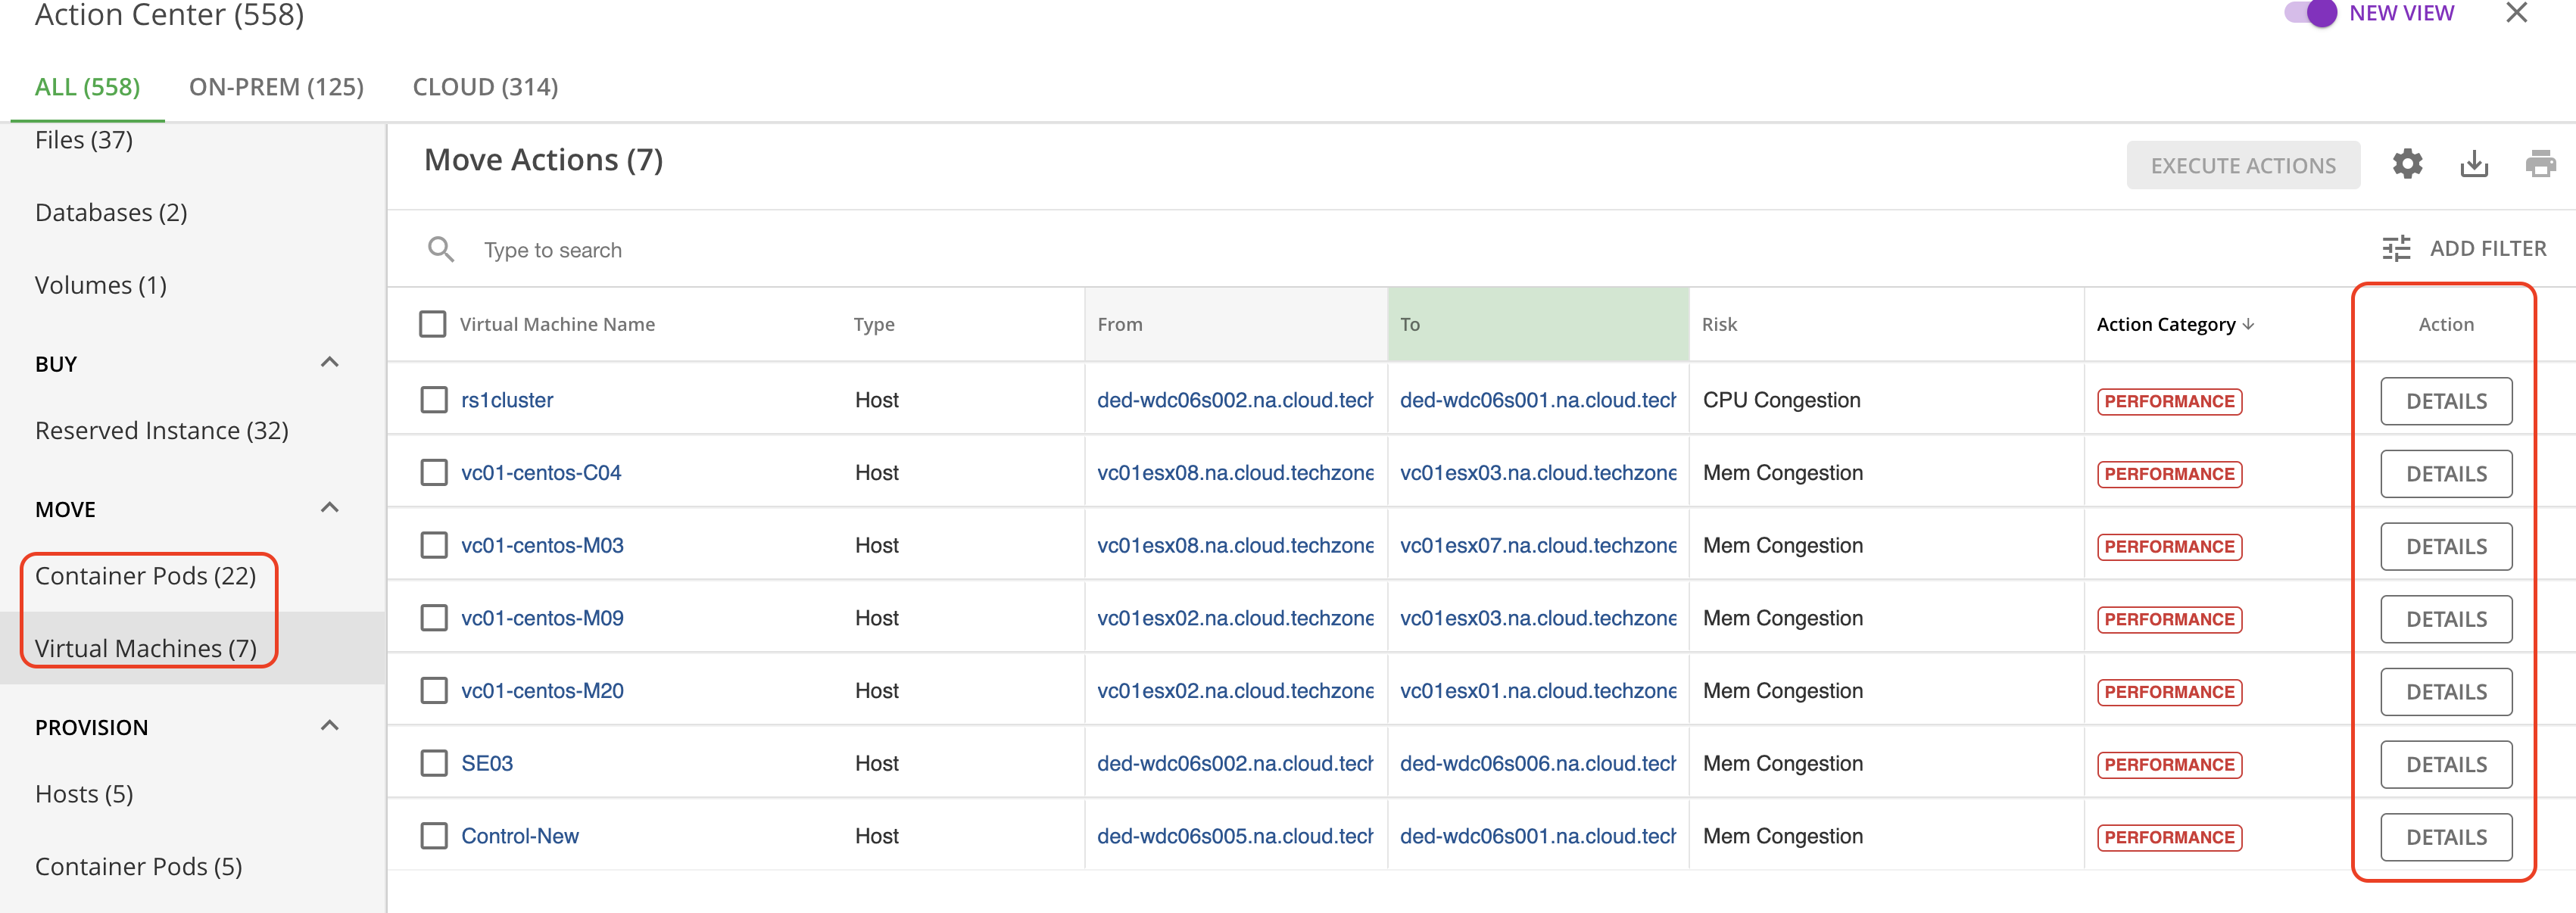 Action Center (558)
NEW VIEW
ALL (558) ON-PREM (125) CLOUD (314)
Files (37)
Databases (2)
Volumes (1)
BUY
Reserved Instance (32)
MOVE
Container Pods (22)
Virtual Machines (7)
PROVISION
Hosts (5)
Container Pods (5)
Move Actions (7)
EXECUTE ACTIONS
Type to search
ADD FILTER
Virtual Machine Name Type From To Risk Action Category Action
rs1cluster Host ded-wdc06s002.na.cloud.tech ded-wdc06s001.na.cloud.tech CPU Congestion PERFORMANCE DETAILS
vc01-centos-C04 Host vc01esx08.na.cloud.techzone vc01esx03.na.cloud.techzone Mem Congestion PERFORMANCE DETAILS
vc01-centos-M03 Host vc01esx08.na.cloud.techzone vc01esx07.na.cloud.techzone Mem Congestion PERFORMANCE DETAILS
vc01-centos-M09 Host vc01esx02.na.cloud.techzone vc01esx03.na.cloud.techzone Mem Congestion PERFORMANCE DETAILS
vc01-centos-M20 Host vc01esx02.na.cloud.techzone vc01esx01.na.cloud.techzone Mem Congestion PERFORMANCE DETAILS
SE03 Host ded-wdc06s002.na.cloud.tech ded-wdc06s006.na.cloud.tech Mem Congestion PERFORMANCE DETAILS
Control-New Host ded-wdc06s005.na.cloud.tech ded-wdc06s001.na.cloud.tech Mem Congestion PERFORMANCE DETAILS